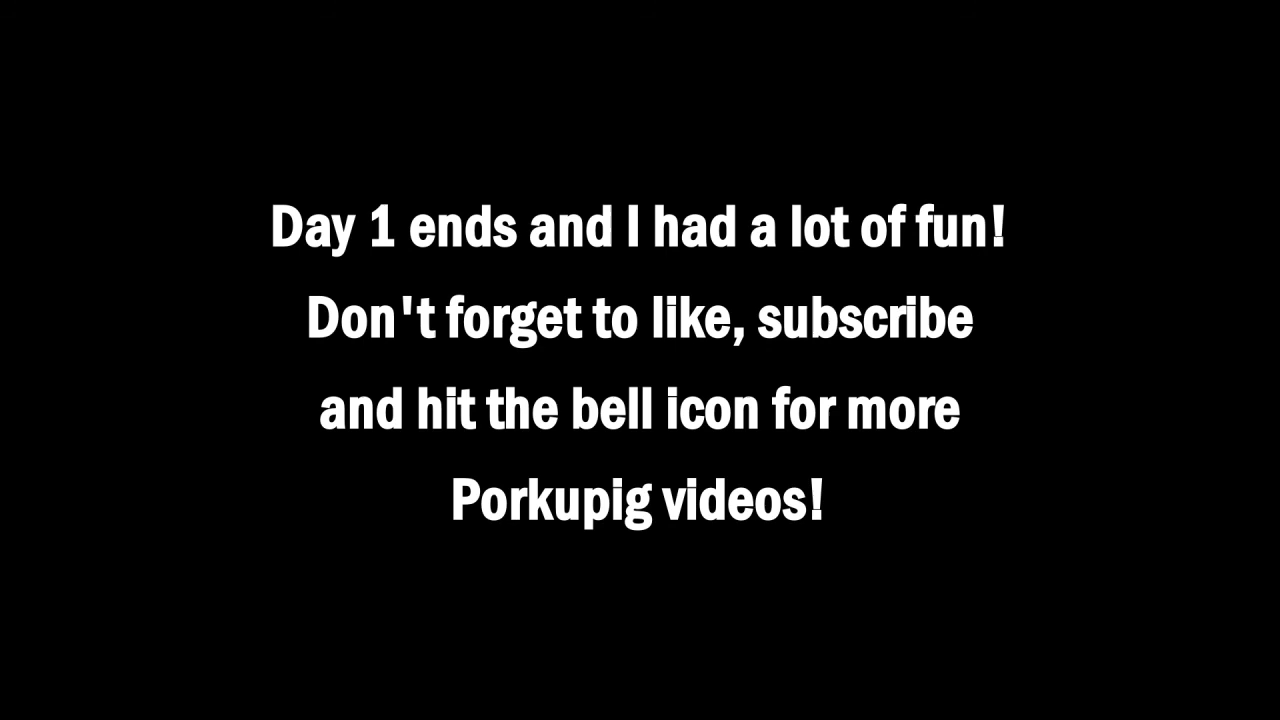 Day 1 ends and I had a lot of fun!
Don't forget to like, subscribe
and hit the bell icon for more
Porkupig videos!